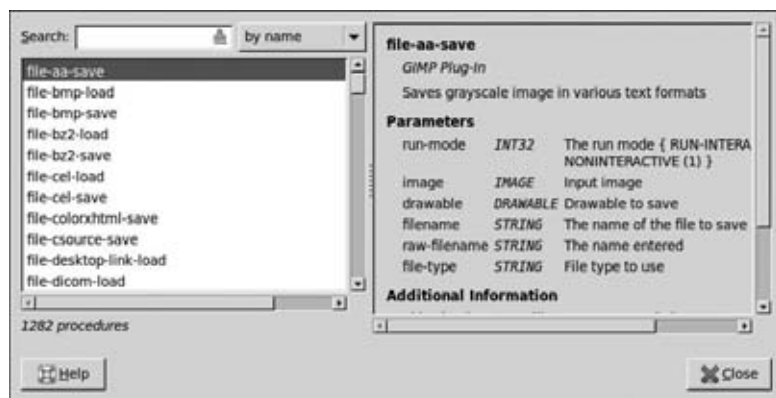 Search:
by name
file-aa-save
file-bmp-load
file-bmp-save
file-bz2-load
file-bz2-save
file-cel-load
file-cel-save
file-colorxhtml-save
file-csource-save
file-desktop-link-load
file-dicom-load
1282 procedures
file-aa-save
GIMP Plug-In
Saves grayscale image in various text formats
Parameters
run-mode INT32 The run mode { RUN-INTERA
NONINTERACTIVE (1) }
image IMAGE Input image
drawable DRAWABLE Drawable to save
filename STRING The name of the file to save
raw-filename STRING The name entered
file-type STRING File type to use
Additional Information
Help
Close